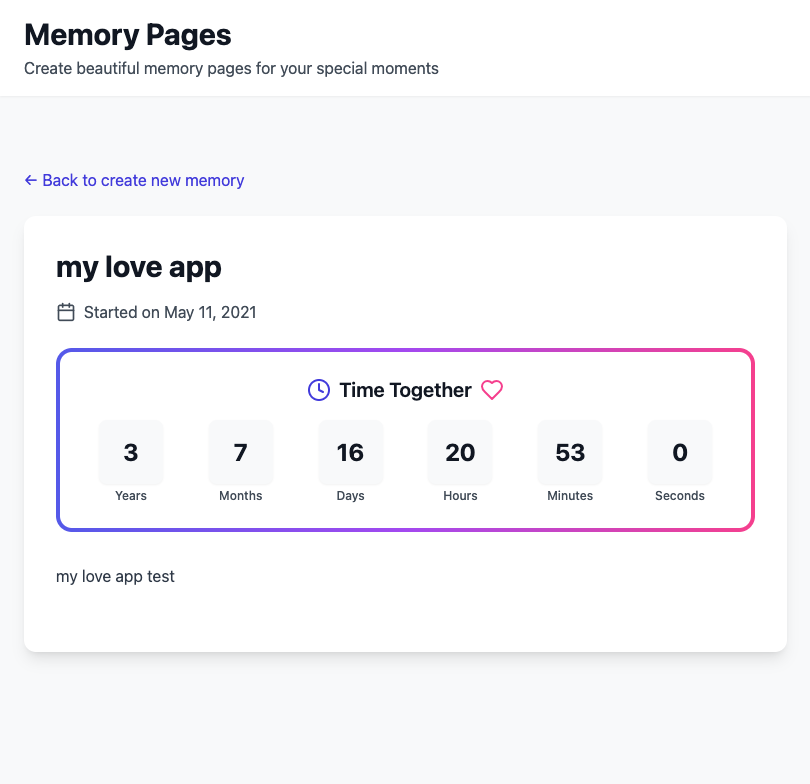 Memory Pages
Create beautiful memory pages for your special moments
← Back to create new memory
my love app
Started on May 11, 2021
Time Together
3 7 16 20 53 0
Years Months Days Hours Minutes Seconds
my love app test